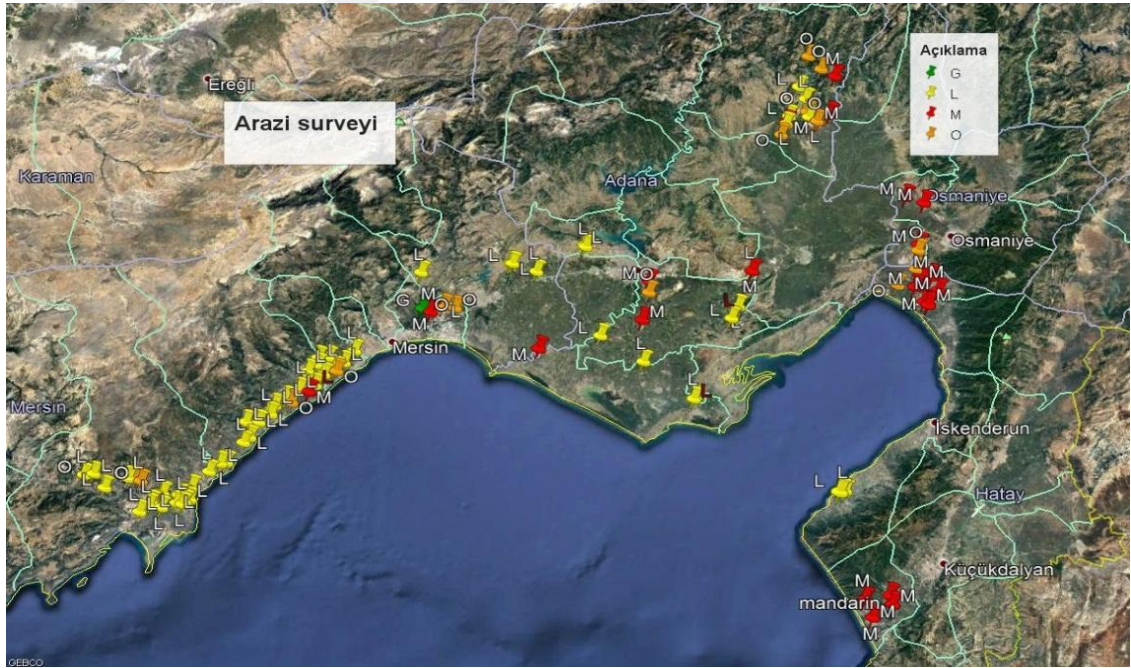 Arazi surveyi
Açıklama
G
L
M
O
Ereğli
Karaman
Adana
Osmaniye
Osmaniye
Mersin
Mersin
İskenderun
Hatay
Küçükdalyan
mandarin
GEBCO